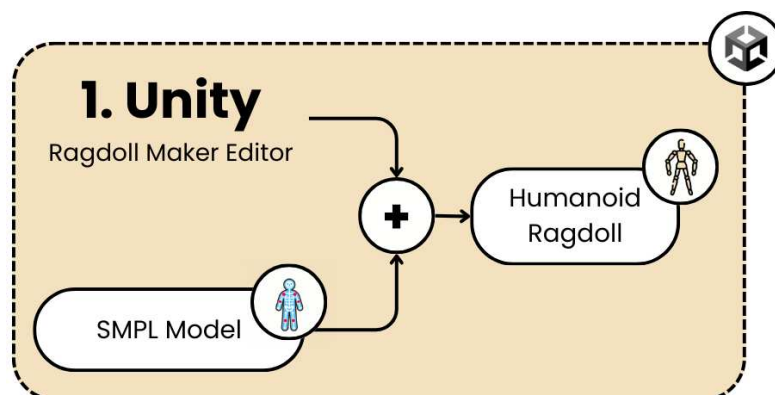 1. Unity
Ragdoll Maker Editor
Humanoid
Ragdoll
SMPL Model